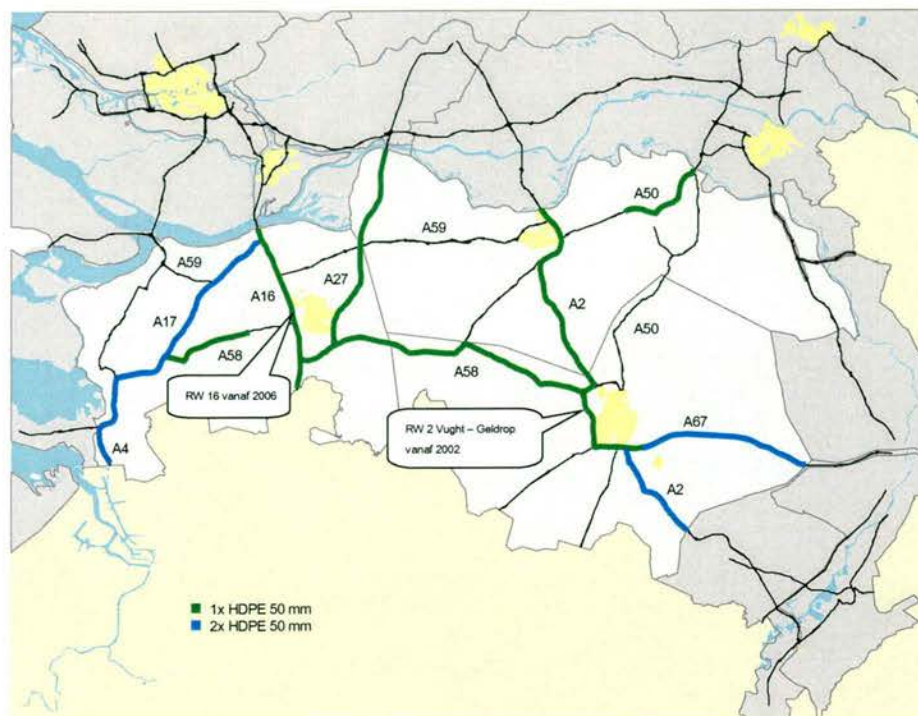 A50
A59
A59
A27
A16
A2
A17
A50
A58
A58
RW 16 vanaf 2006
RW 2 Vught – Geldrop
vanaf 2002
A67
A4
A2
1x HDPE 50 mm
2x HDPE 50 mm